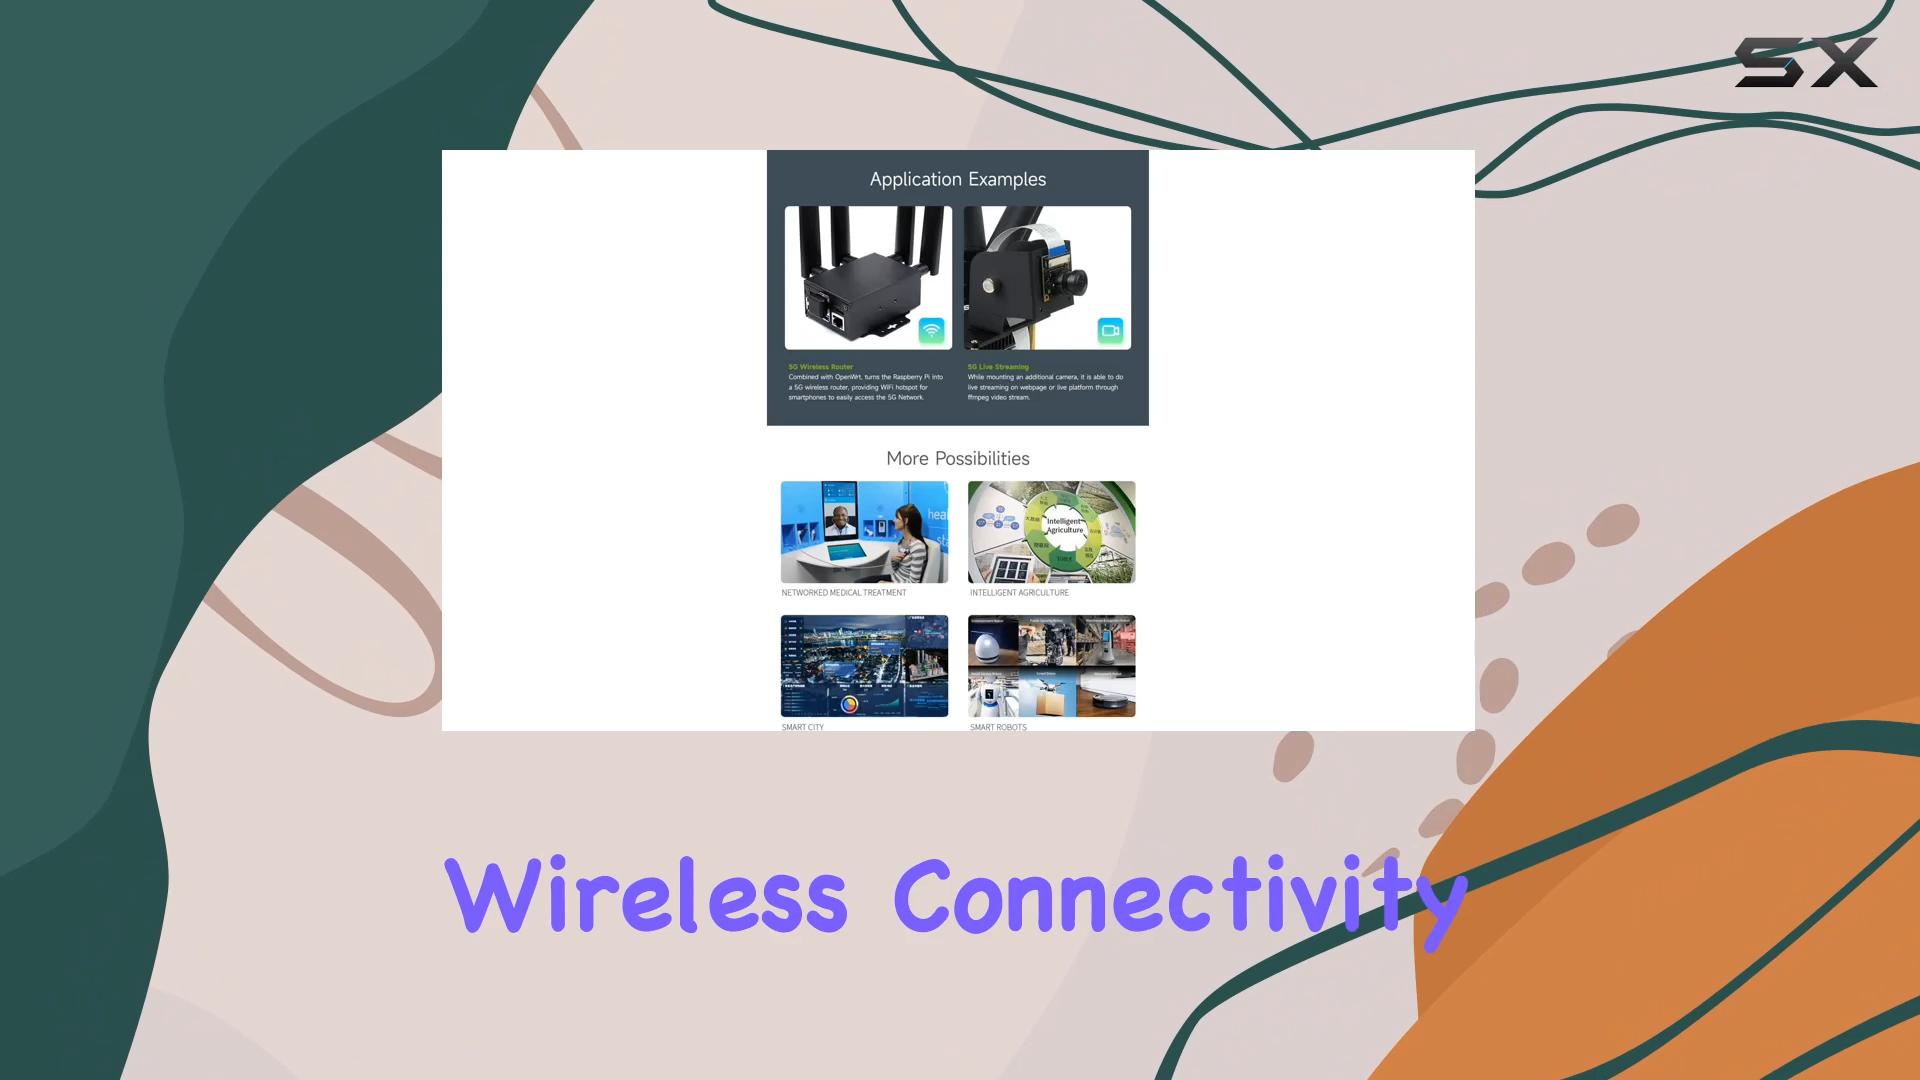 SX
Application Examples
5G Wireless Router
Combined with OpenWrt, turns the Raspberry Pi into
a 5G wireless router, providing WiFi hotspot for
smartphones to easily access the 5G Network.
5G Live Streaming
While mounting an additional camera, it is able to do
live streaming on webpage or live platform through
ffmpeg video stream.
More Possibilities
Intelligent
Agriculture
NETWORKED MEDICAL TREATMENT
INTELLIGENT AGRICULTURE
SMART CITY
SMART ROBOTS
Wireless Connectivity